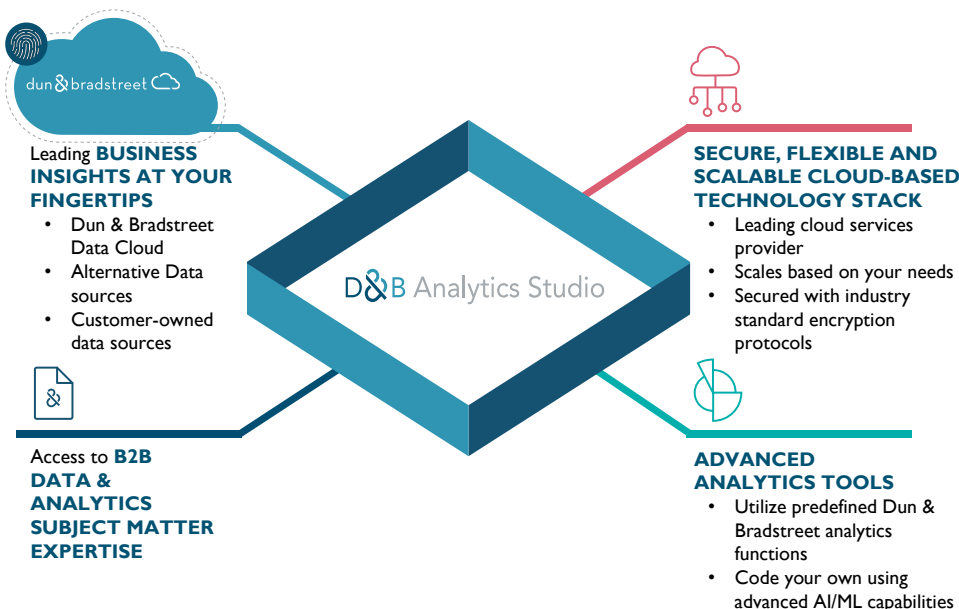 dun & bradstreet
Leading BUSINESS
INSIGHTS AT YOUR
FINGERTIPS
• Dun & Bradstreet
Data Cloud
• Alternative Data
sources
• Customer-owned
data sources
&
Access to B2B
DATA &
ANALYTICS
SUBJECT MATTER
EXPERTISE
D&B Analytics Studio
SECURE, FLEXIBLE AND
SCALABLE CLOUD-BASED
TECHNOLOGY STACK
• Leading cloud services
provider
• Scales based on your needs
• Secured with industry
standard encryption
protocols
ADVANCED
ANALYTICS TOOLS
• Utilize predefined Dun &
Bradstreet analytics
functions
• Code your own using
advanced AI/ML capabilities